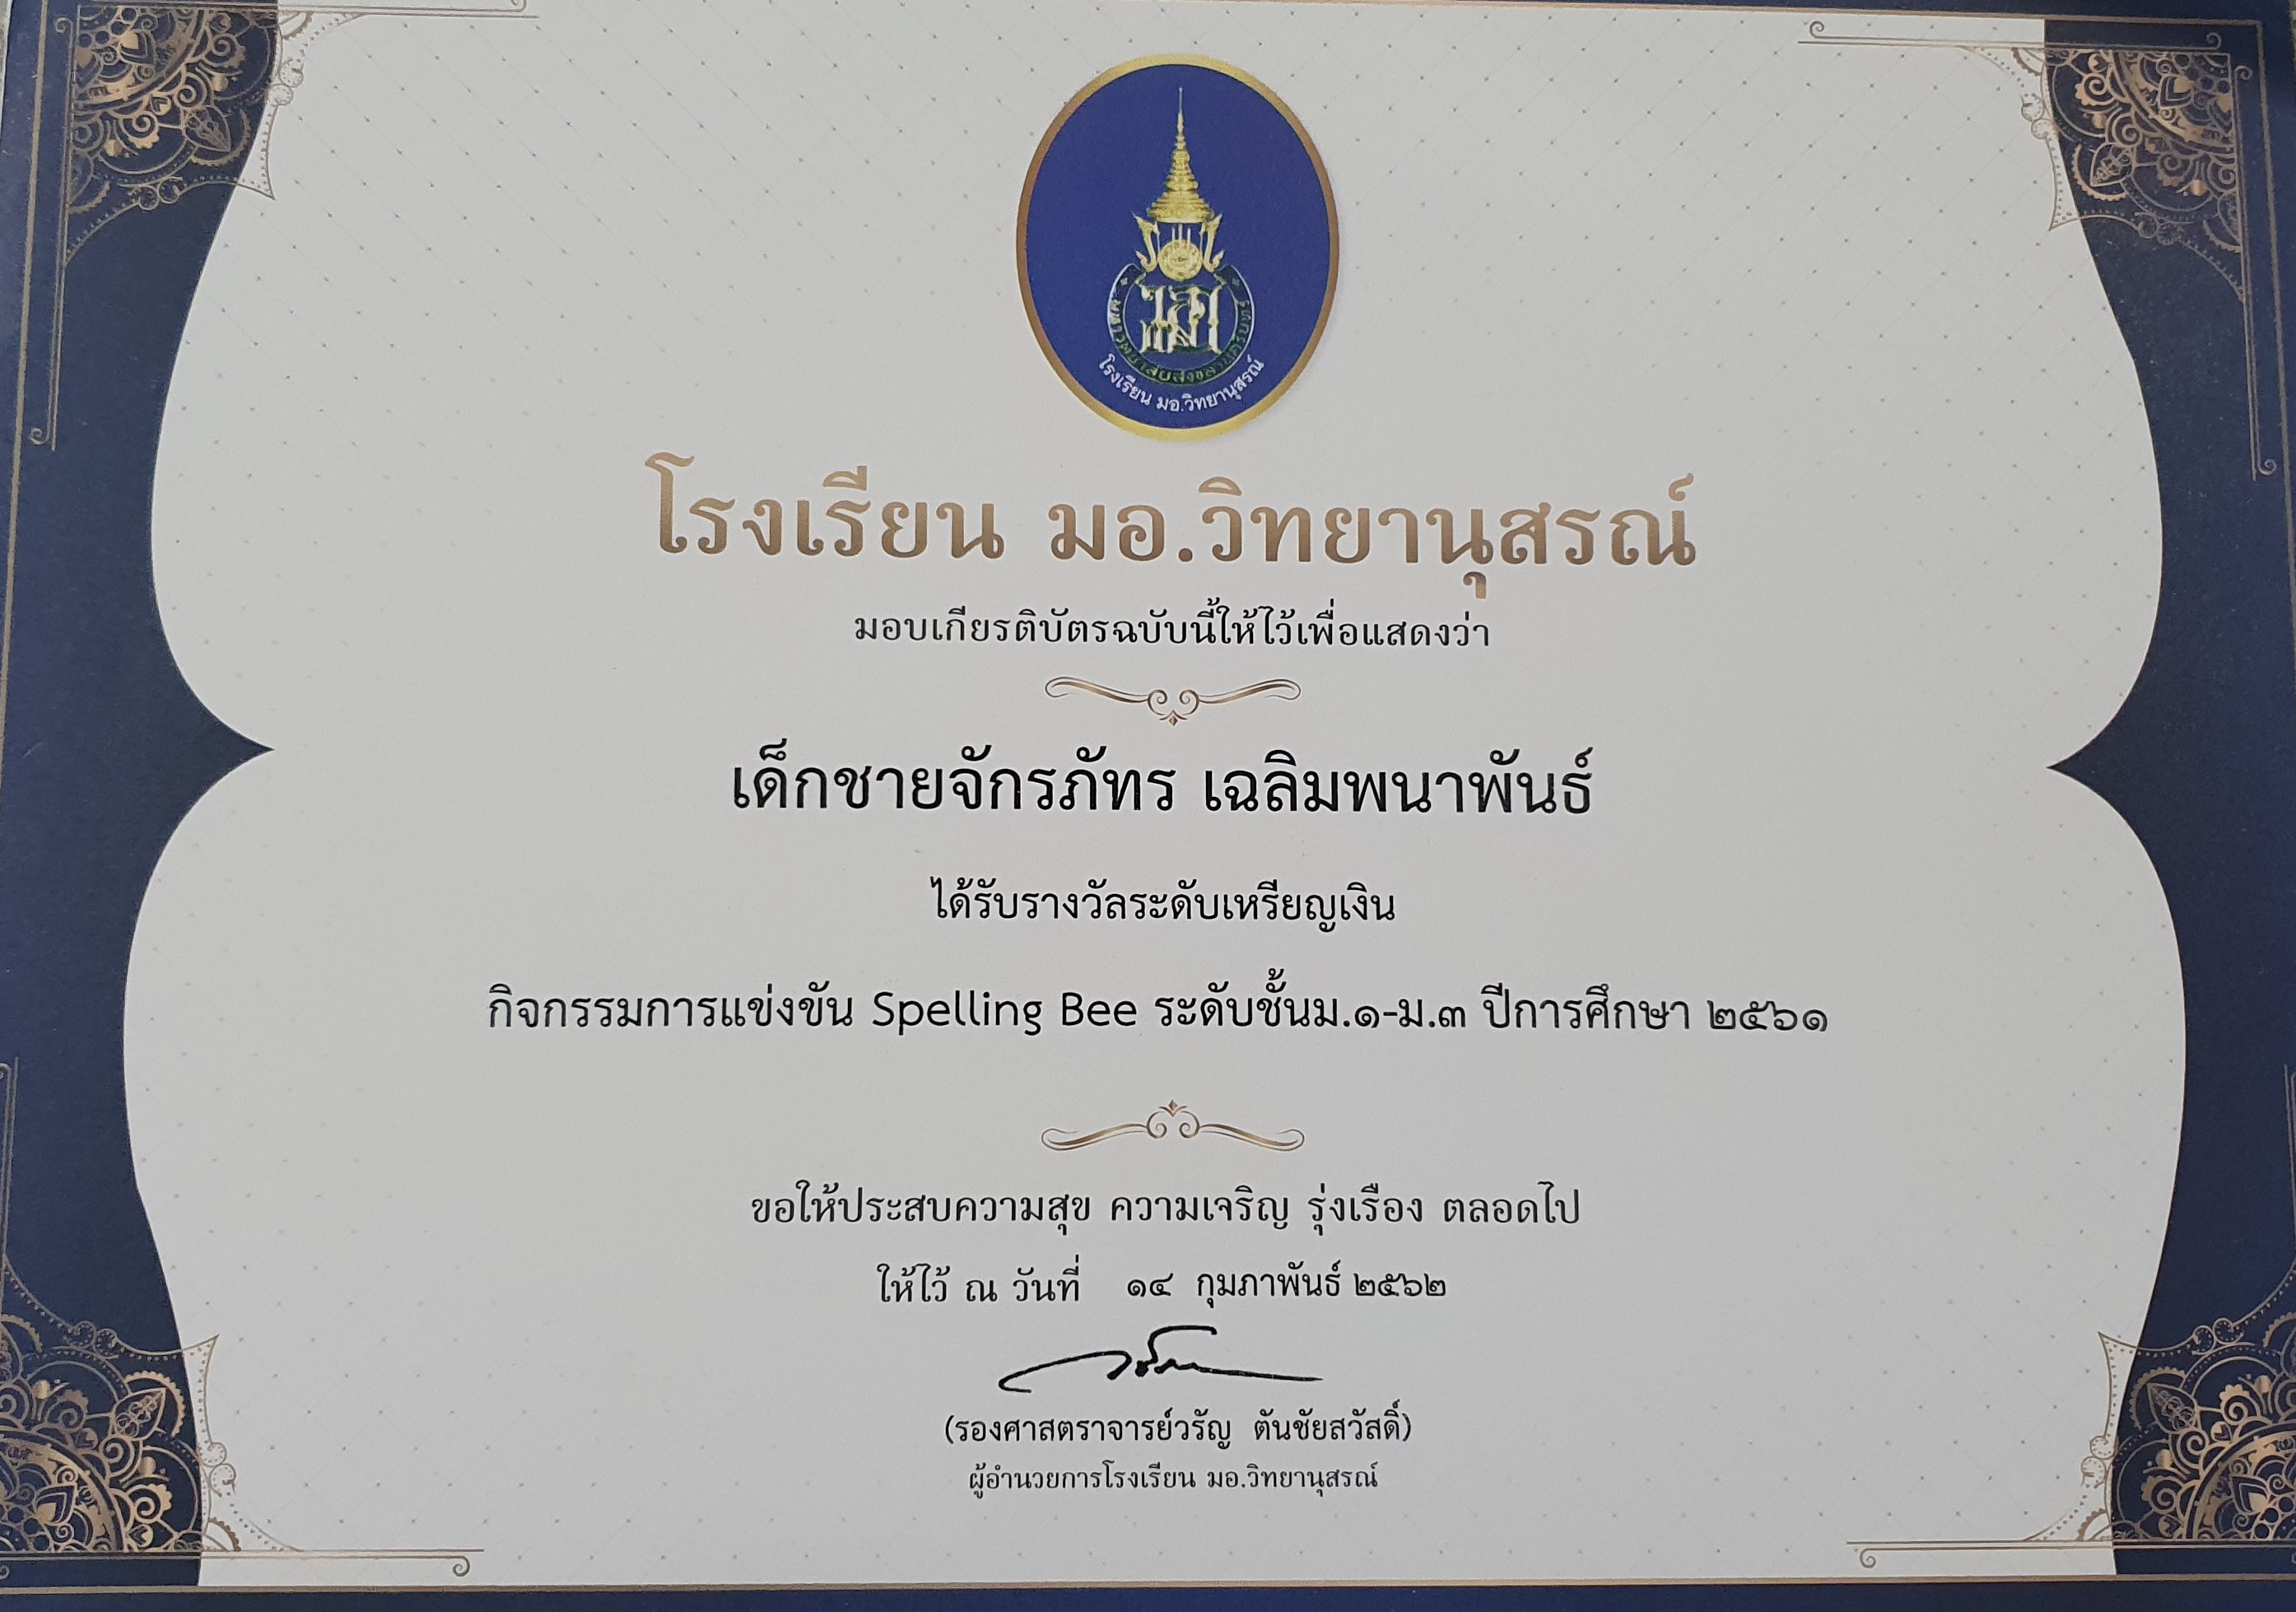 โรงเรียน มอ.วิทยานุสรณ์
โรงเรียน มอ.วิทยานุสรณ์
มอบเกียรติบัตรฉบับนี้ให้ไว้เพื่อแสดงว่า
เด็กชายจักรภัทร เฉลิมพนาพันธ์
ได้รับรางวัลระดับเหรียญเงิน
กิจกรรมการแข่งขัน Spelling Bee ระดับชั้นม.๑-ม.๓ ปีการศึกษา ๒๕๖๑
ขอให้ประสบความสุข ความเจริญ รุ่งเรือง ตลอดไป
ให้ไว้ ณ วันที่ ๑๔ กุมภาพันธ์ ๒๕๖๒
(รองศาสตราจารย์วรัญ ตันชัยสวัสดิ์)
ผู้อำนวยการโรงเรียน มอ.วิทยานุสรณ์